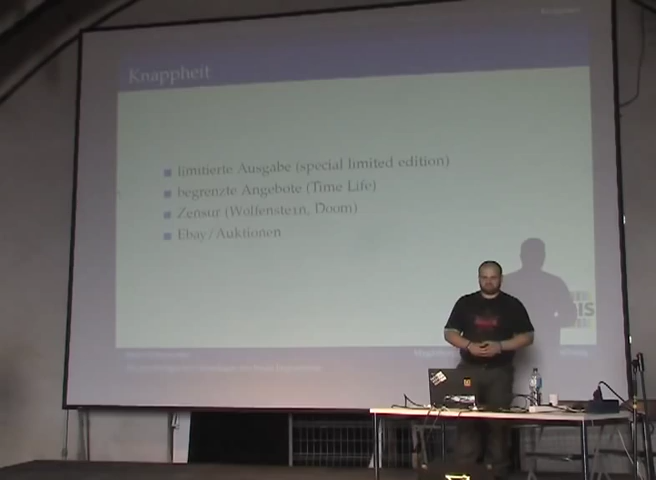 Knappheit
limitierte Ausgabe (special limited edition)
begrenzte Angebote (Time Life)
Zensur (Wolfenstein, Doom)
Ebay/Auktionen